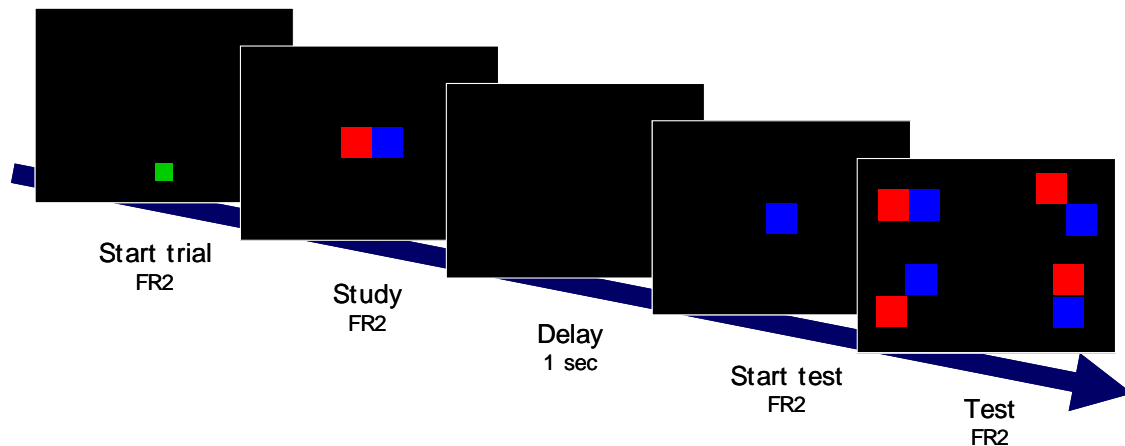 Start trial
FR2
Study
FR2
Delay
1 sec
Start test
FR2
Test
FR2